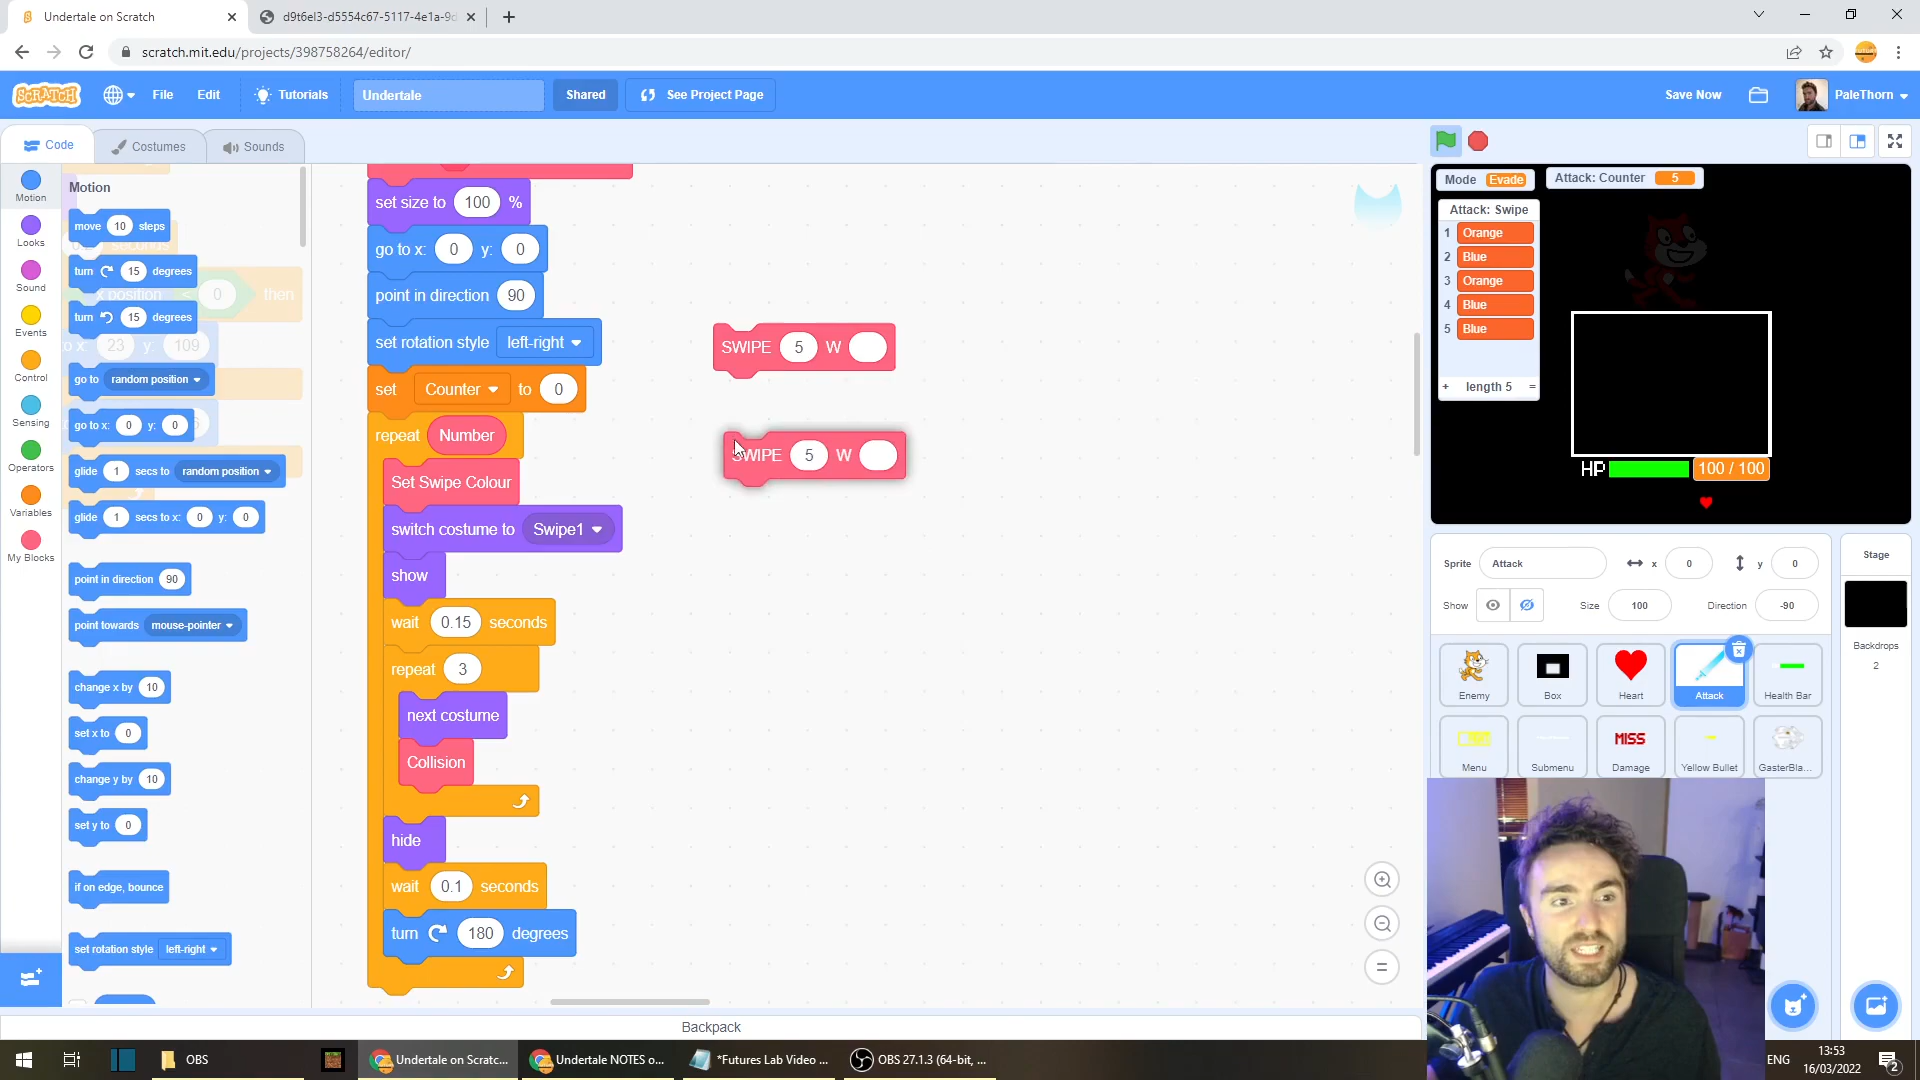 Undertale on Scratch
d9t6el3-d5554c67-5117-4e1a-9d
scratch.mit.edu/projects/398758264/editor/
SCRATCH
File
Edit
Tutorials
Undertale
Shared
See Project Page
Save Now
PaleThorn
Code
Costumes
Sounds
Motion
Looks
Sound
Events
Control
Sensing
Operators
Variables
My Blocks
Motion
move 10 steps
turn 15 degrees
x position < 0 then
turn 15 degrees
23 y: 109
go to random position
go to x: 0 y: 0
glide 1 secs to random position
glide 1 secs to x: 0 y: 0
point in direction 90
point towards mouse-pointer
change x by 10
set x to 0
change y by 10
set y to 0
if on edge, bounce
set rotation style left-right
set size to 100 %
go to x: 0 y: 0
point in direction 90
set rotation style left-right
set Counter to 0
repeat Number
Set Swipe Colour
switch costume to Swipe1
show
wait 0.15 seconds
repeat 3
next costume
Collision
hide
wait 0.1 seconds
turn 180 degrees
SWIPE 5 W
SWIPE 5 W
Backpack
Mode Evade
Attack: Counter 5
Attack: Swipe
1 Orange
2 Blue
3 Orange
4 Blue
5 Blue
+ length 5 =
HP 100 / 100
Sprite Attack x 0 y 0
Show Size 100 Direction -90
Enemy
Box
Heart
Attack
Health Bar
Menu
Submenu
MISS
Damage
Yellow Bullet
GasterBla...
Stage
Backdrops
2
OBS
Undertale on Scratc...
Undertale NOTES o...
*Futures Lab Video ...
OBS 27.1.3 (64-bit, ...
ENG
13:53
16/03/2022
2